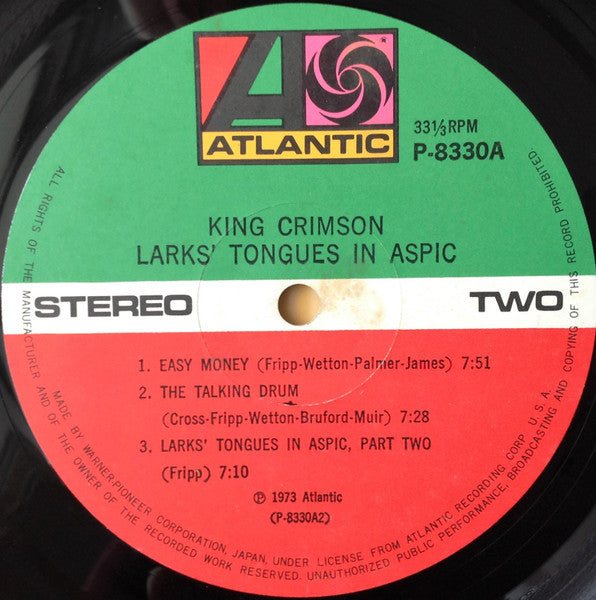 ATLANTIC
33⅓ RPM
P-8330A
KING CRIMSON
LARKS' TONGUES IN ASPIC
STEREO
TWO
1. EASY MONEY (Fripp-Wetton-Palmer-James) 7:51
2. THE TALKING DRUM
(Cross-Fripp-Wetton-Bruford-Muir) 7:28
3. LARKS' TONGUES IN ASPIC, PART TWO
(Fripp) 7:10
℗ 1973 Atlantic
(P-8330A2)
MADE BY WARNER-PIONEER CORPORATION, JAPAN, UNDER LICENSE FROM ATLANTIC RECORDING CORP. U.S.A.
ALL RIGHTS OF THE MANUFACTURER AND OF THE OWNER OF THE RECORDED WORK RESERVED. UNAUTHORIZED PUBLIC PERFORMANCE, BROADCASTING AND COPYING OF THIS RECORD PROHIBITED.